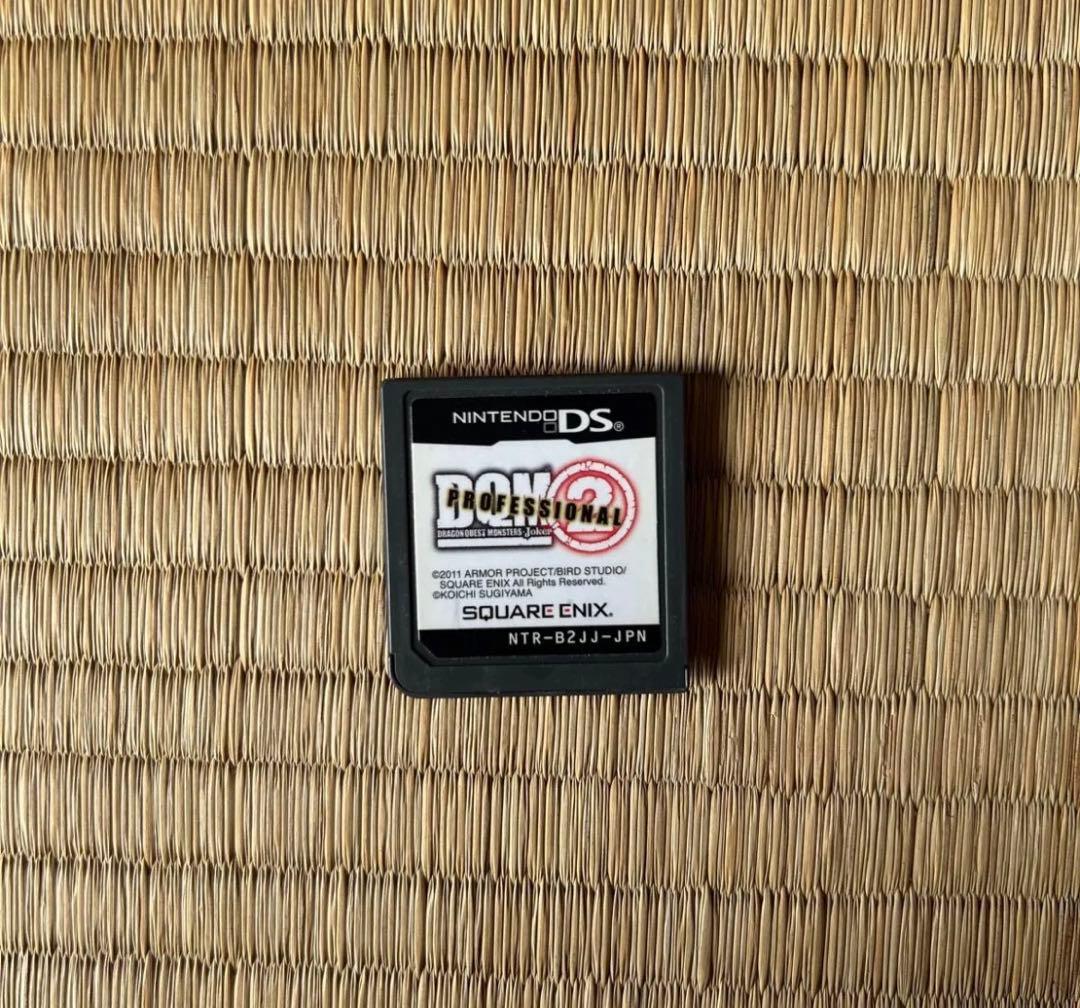 NINTENDO DS®
DQM 2
PROFESSIONAL
DRAGON QUEST MONSTERS-Joker
©2011 ARMOR PROJECT/BIRD STUDIO/
SQUARE ENIX All Rights Reserved.
©KOICHI SUGIYAMA
SQUARE ENIX.
NTR-B2JJ-JPN